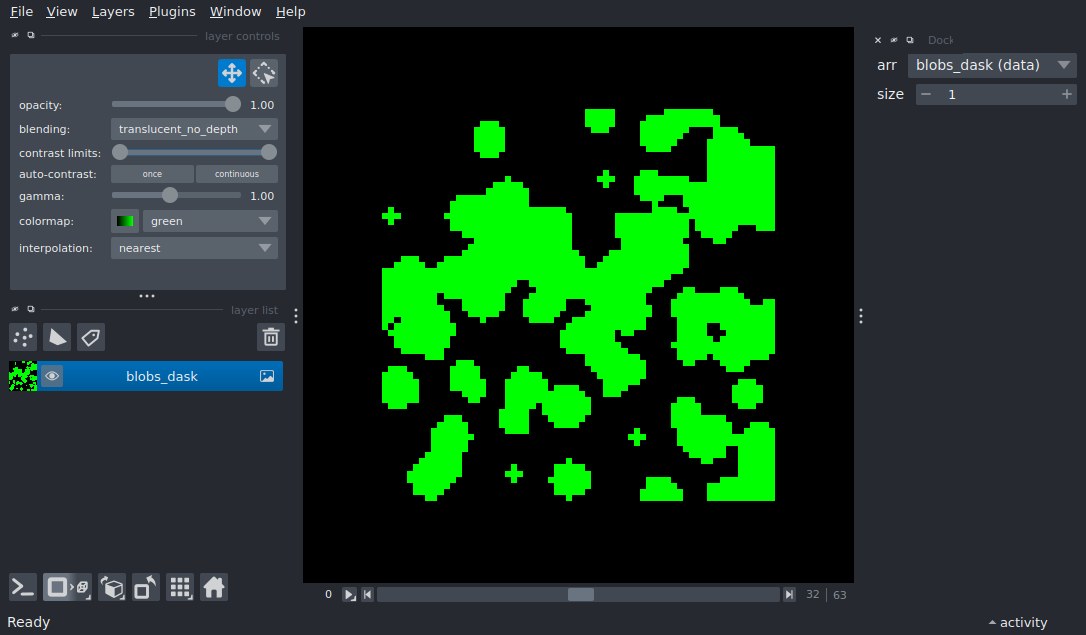 File View Layers Plugins Window Help
layer controls
opacity: 1.00
blending: translucent_no_depth
contrast limits:
auto-contrast: once continuous
gamma: 1.00
colormap: green
interpolation: nearest
layer list
blobs_dask
Dock
arr blobs_dask (data)
size 1
0 32 63
Ready
activity